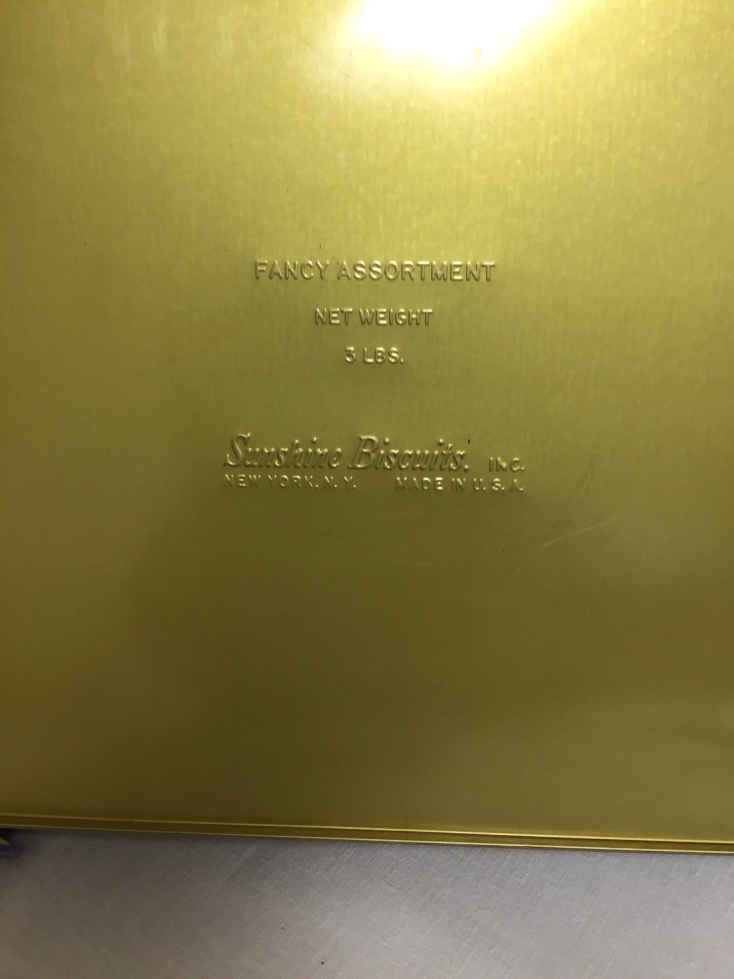 FANCY ASSORTMENT
NET WEIGHT
3 LBS.
Sunshine Biscuits, INC.
NEW YORK, N. Y. MADE IN U. S. A.